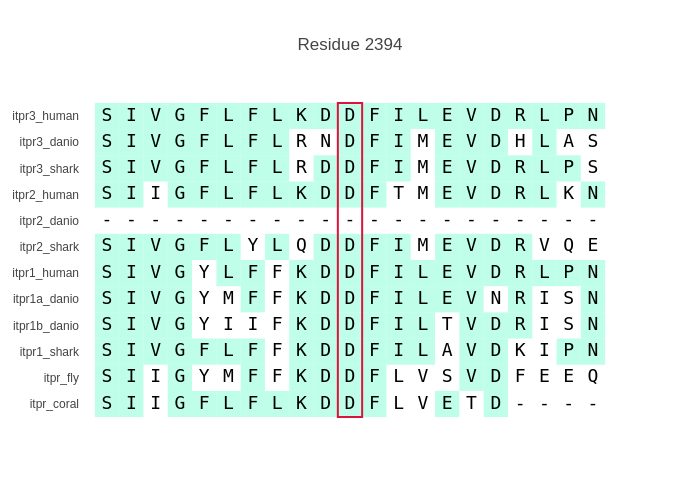 Residue 2394
itpr3_human S I V G F L F L K D D F I L E V D R L P N
itpr3_danio S I V G F L F L R N D F I M E V D H L A S
itpr3_shark S I V G F L F L R D D F I M E V D R L P S
itpr2_human S I I G F L F L K D D F T M E V D R L K N
itpr2_danio - - - - - - - - - - - - - - - - - - - - -
itpr2_shark S I V G F L Y L Q D D F I M E V D R V Q E
itpr1_human S I V G Y L F F K D D F I L E V D R L P N
itpr1a_danio S I V G Y M F F K D D F I L E V N R I S N
itpr1b_danio S I V G Y I I F K D D F I L T V D R I S N
itpr1_shark S I V G F L F F K D D F I L A V D K I P N
itpr_fly S I I G Y M F F K D D F L V S V D F E E Q
itpr_coral S I I G F L F L K D D F L V E T D - - - -